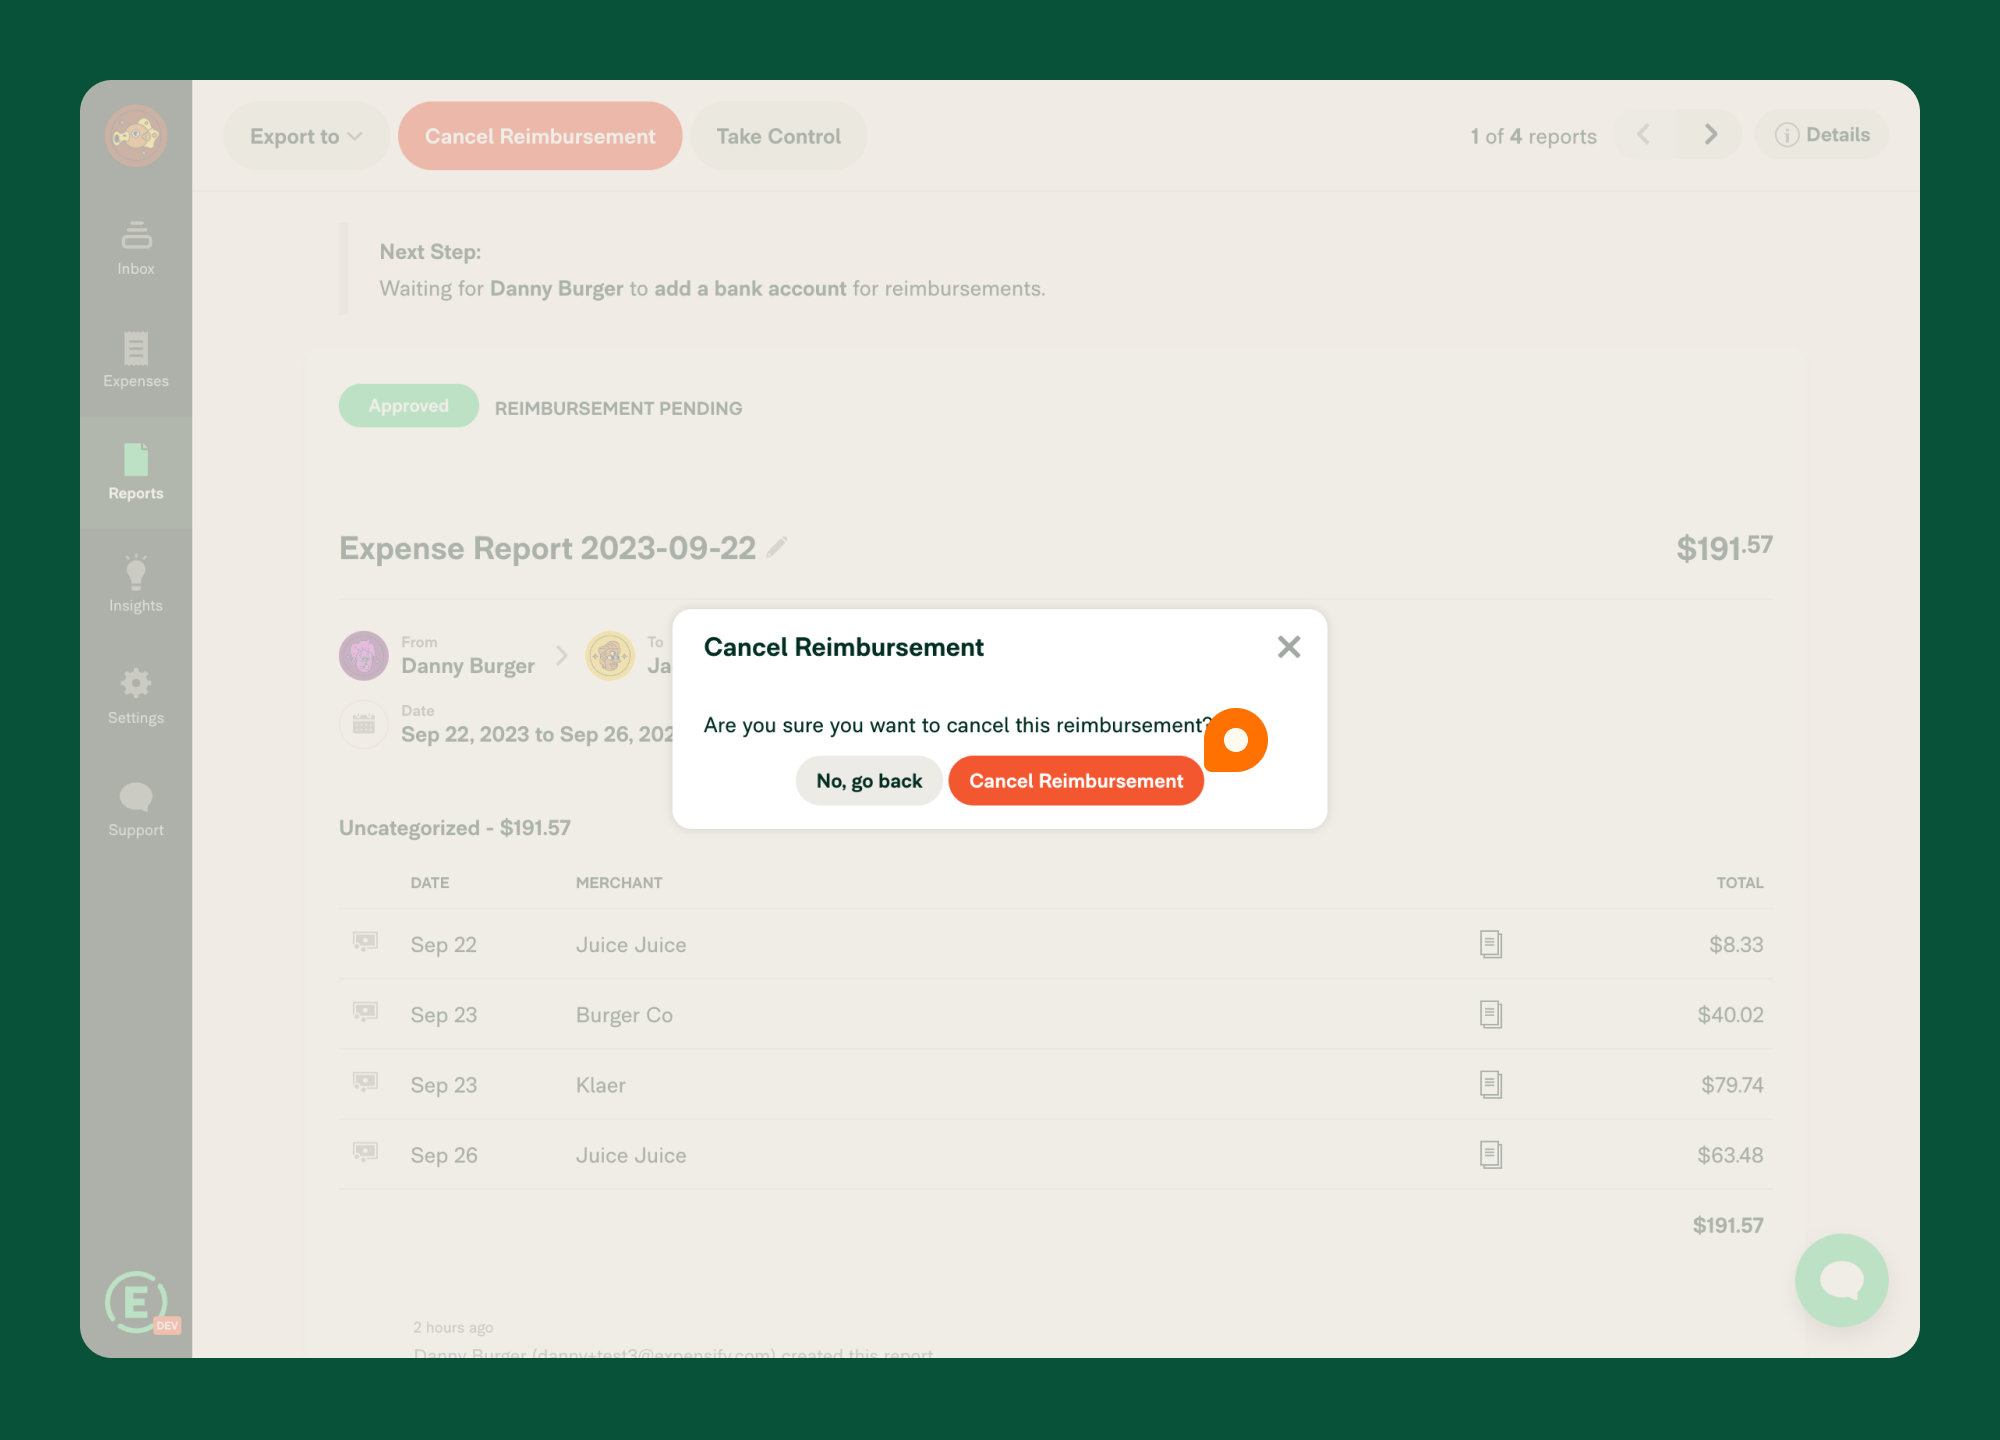 Export to
Cancel Reimbursement
Take Control
1 of 4 reports
Details
Inbox
Expenses
Reports
Insights
Settings
Support
E
DEV
Next Step:
Waiting for Danny Burger to add a bank account for reimbursements.
Approved
REIMBURSEMENT PENDING
Expense Report 2023-09-22
$191.57
From
Danny Burger
To
Ja
Date
Sep 22, 2023 to Sep 26, 202
Cancel Reimbursement
Are you sure you want to cancel this reimbursement?
No, go back
Cancel Reimbursement
Uncategorized - $191.57
DATE MERCHANT TOTAL
Sep 22 Juice Juice $8.33
Sep 23 Burger Co $40.02
Sep 23 Klaer $79.74
Sep 26 Juice Juice $63.48
$191.57
2 hours ago
Danny Burger (danny+test3@expensify.com) created this report